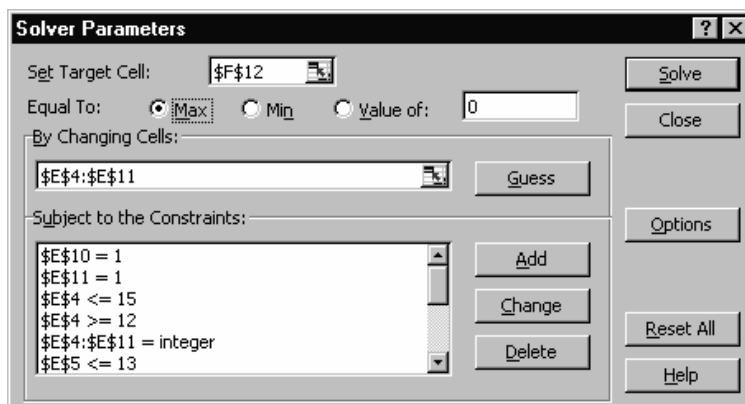 Solver Parameters
Set Target Cell: $F$12 Solve
Equal To: Max Min Value of: 0
Close
By Changing Cells:
$E$4:$E$11 Guess
Subject to the Constraints: Options
$E$10 = 1 Add
$E$11 = 1
$E$4 <= 15 Change
$E$4 >= 12 Reset All
$E$4:$E$11 = integer Delete
$E$5 <= 13 Help